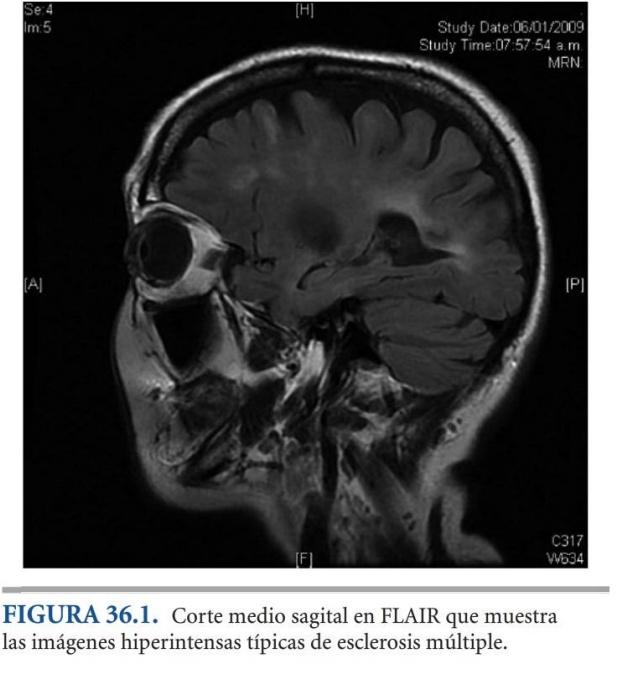 Se:4
Im:5
[H]
Study Date:06/01/2009
Study Time:07:57:54 a.m.
MRN:
[A]
[P]
[F]
C317
W634
FIGURA 36.1. Corte medio sagital en FLAIR que muestra
las imágenes hiperintensas típicas de esclerosis múltiple.